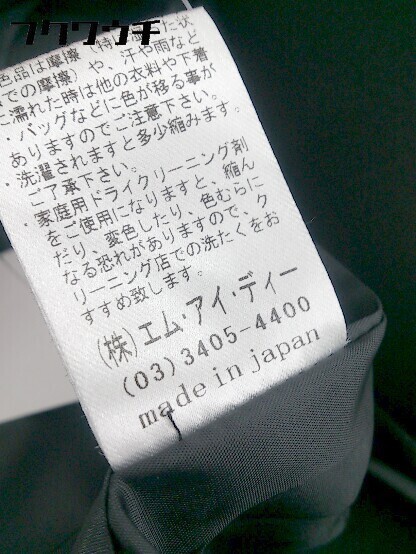 フクワウチ
色品は摩擦(特に湿った状
での摩擦)や、汗や雨など
に濡れた時は他の衣料や下着
・バッグなどに色が移る事が
ありますのでご注意下さい。
・洗濯されますと多少縮みます。
ご了承下さい。
・家庭用ドライクリーニング剤
をご使用になりますと、縮ん
だり、変色したり、色むらに
なる恐れがありますので、ク
リーニング店での洗たくをお
すすめ致します。
(株)エム・アイ・ディー
(03)3405-4400
made in japan